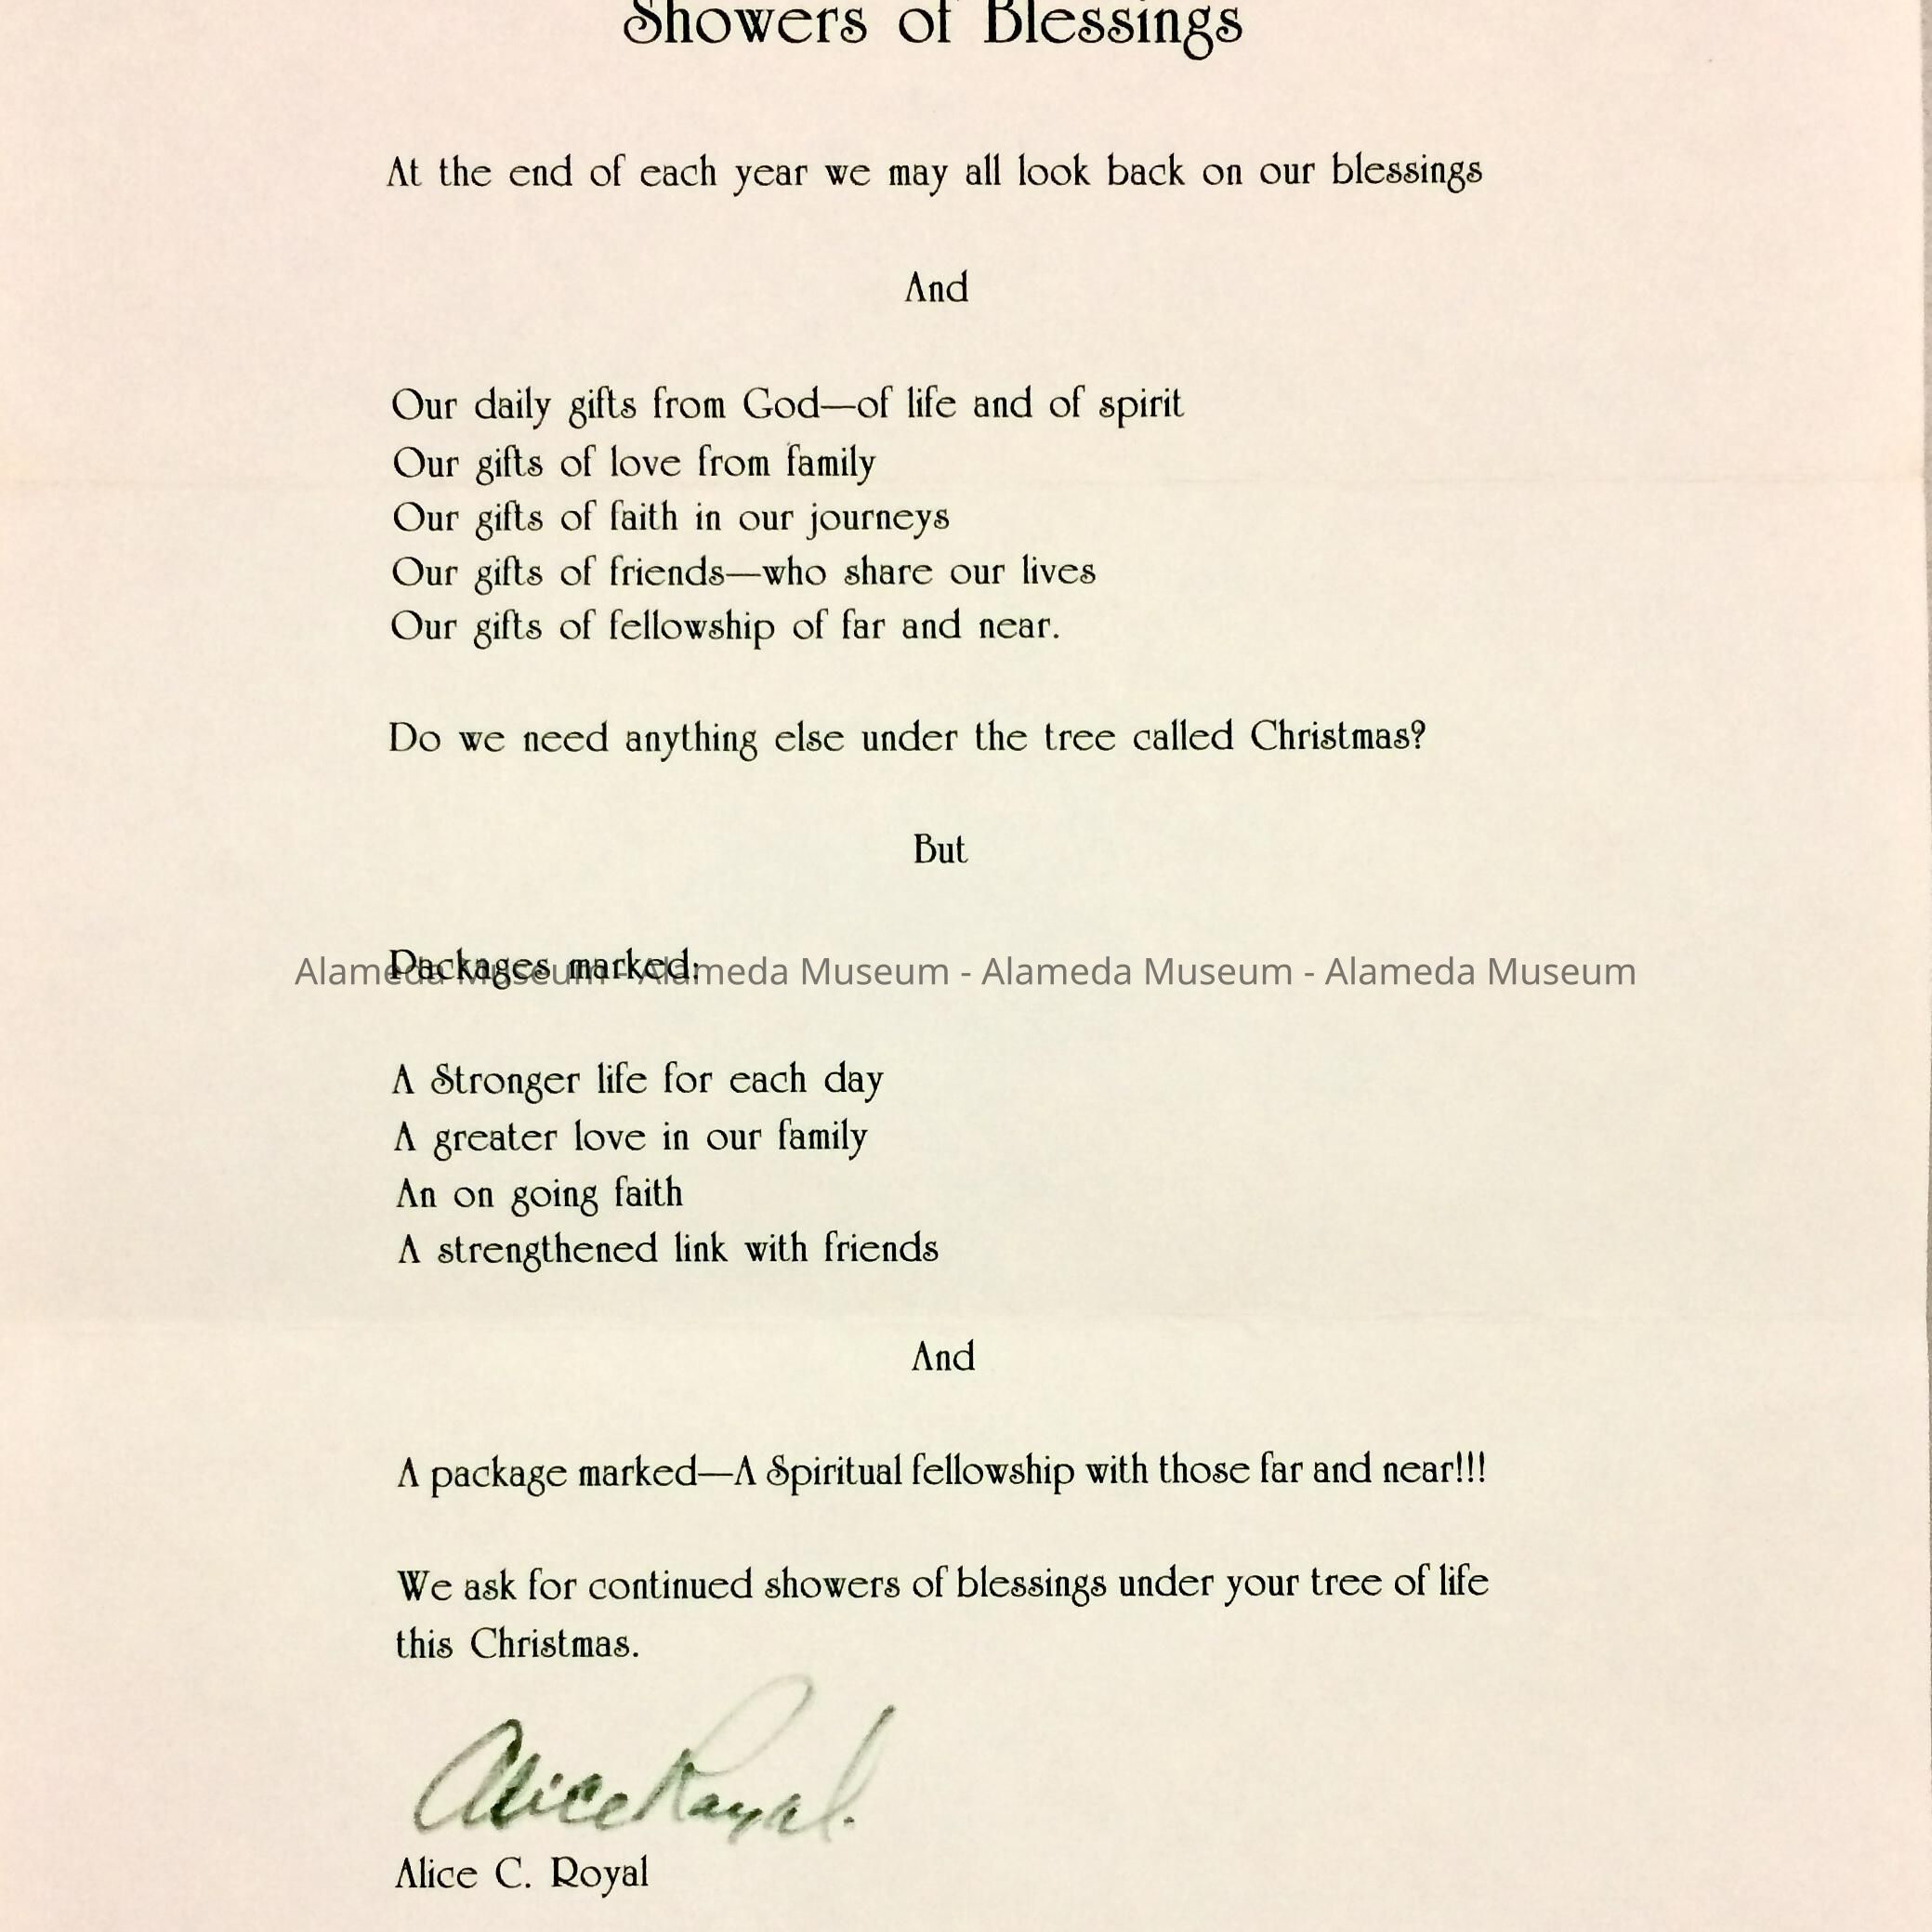 Showers of Blessings
At the end of each year we may all look back on our blessings
And
Our daily gifts from God—of life and of spirit
Our gifts of love from family
Our gifts of faith in our journeys
Our gifts of friends—who share our lives
Our gifts of fellowship of far and near.
Do we need anything else under the tree called Christmas?
But
Packages marked:
Alameda Museum - Alameda Museum - Alameda Museum - Alameda Museum
A Stronger life for each day
A greater love in our family
An on going faith
A strengthened link with friends
And
A package marked—A Spiritual fellowship with those far and near!!!
We ask for continued showers of blessings under your tree of life
this Christmas.
Alice Royal.
Alice C. Royal